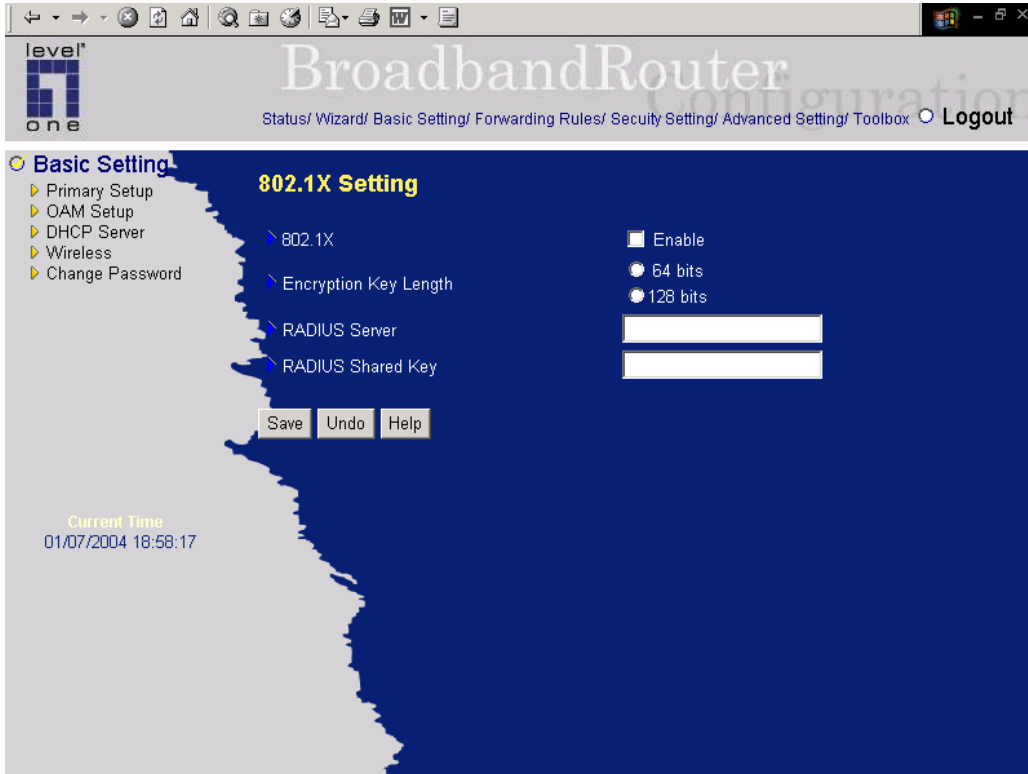 level®
one
BroadbandRouter
Configuration
Status/ Wizard/ Basic Setting/ Forwarding Rules/ Secuity Setting/ Advanced Setting/ Toolbox
Logout
Basic Setting
Primary Setup
OAM Setup
DHCP Server
Wireless
Change Password
Current Time
01/07/2004 18:58:17
802.1X Setting
802.1X
Enable
Encryption Key Length
64 bits
128 bits
RADIUS Server
RADIUS Shared Key
Save Undo Help